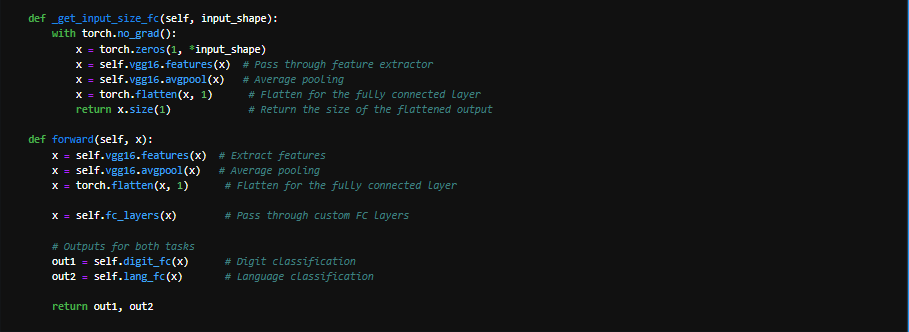 def _get_input_size_fc(self, input_shape):
    with torch.no_grad():
        x = torch.zeros(1, *input_shape)
        x = self.vgg16.features(x)  # Pass through feature extractor
        x = self.vgg16.avgpool(x)   # Average pooling
        x = torch.flatten(x, 1)      # Flatten for the fully connected layer
        return x.size(1)             # Return the size of the flattened output

def forward(self, x):
    x = self.vgg16.features(x)  # Extract features
    x = self.vgg16.avgpool(x)   # Average pooling
    x = torch.flatten(x, 1)      # Flatten for the fully connected layer

    x = self.fc_layers(x)        # Pass through custom FC layers

    # Outputs for both tasks
    out1 = self.digit_fc(x)      # Digit classification
    out2 = self.lang_fc(x)       # Language classification

    return out1, out2